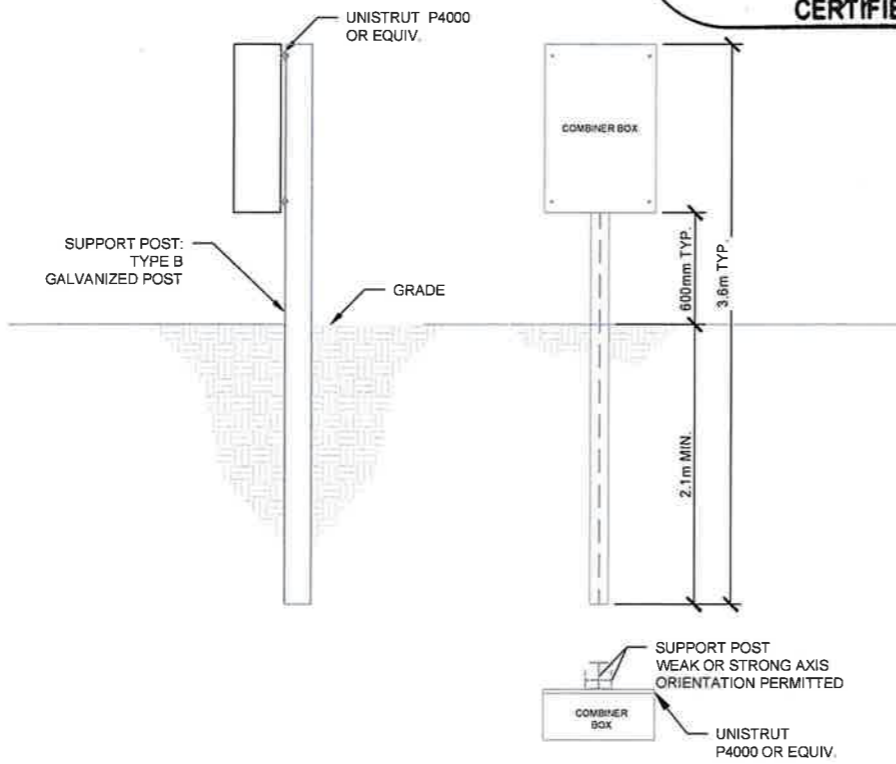 CERTIFIE
UNISTRUT P4000
OR EQUIV.
COMBINER BOX
SUPPORT POST:
TYPE B
GALVANIZED POST
GRADE
600mm TYP.
3.6m TYP.
2.1m MIN.
SUPPORT POST
WEAK OR STRONG AXIS
ORIENTATION PERMITTED
COMBINER
BOX
UNISTRUT
P4000 OR EQUIV.